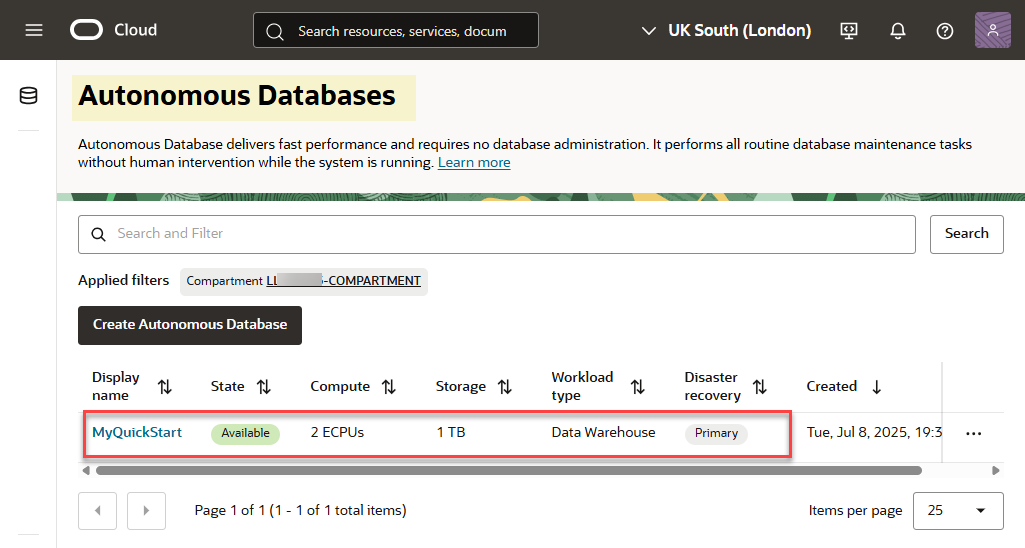 Cloud
Search resources, services, docum
UK South (London)
Autonomous Databases
Autonomous Database delivers fast performance and requires no database administration. It performs all routine database maintenance tasks
without human intervention while the system is running. Learn more
Search and Filter
Search
Applied filters
Compartment -COMPARTMENT
Create Autonomous Database
Display name State Compute Storage Workload type Disaster recovery Created
MyQuickStart Available 2 ECPUs 1 TB Data Warehouse Primary Tue, Jul 8, 2025, 19:3
Page 1 of 1 (1 - 1 of 1 total items)
Items per page 25